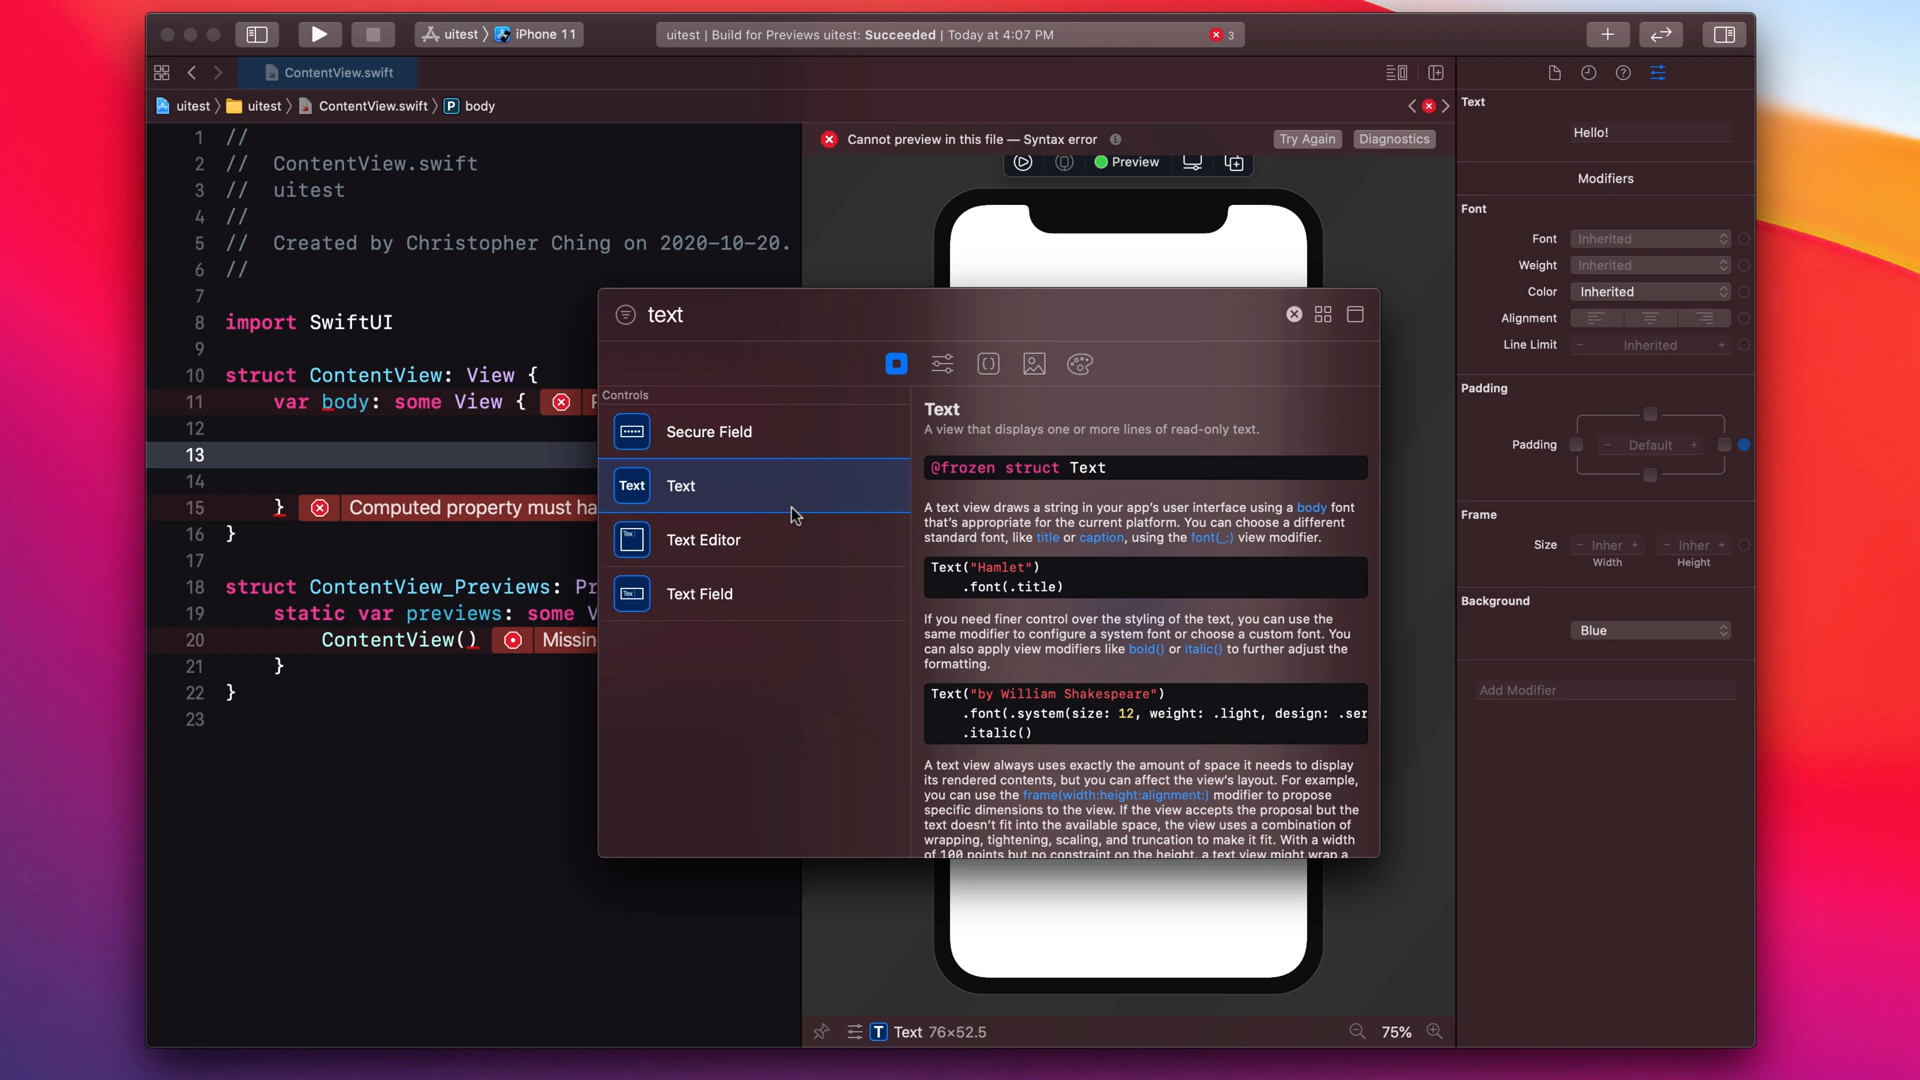 uitest 〉 iPhone 11
uitest | Build for Previews uitest: Succeeded | Today at 4:07 PM
3
ContentView.swift
uitest 〉 uitest 〉 ContentView.swift 〉 P body
1 //
2 //  ContentView.swift
3 //  uitest
4 //
5 //  Created by Christopher Ching on 2020-10-20.
6 //
7
8 import SwiftUI
9
10 struct ContentView: View {
11 var body: some View {
12
13
14
15 } Computed property must ha
16 }
17
18 struct ContentView_Previews: Pr
19 static var previews: some V
20 ContentView() Missin
21 }
22 }
23
Cannot preview in this file — Syntax error
Try Again
Diagnostics
Preview
text
Controls
Secure Field
Text Text
Text Editor
Text Field
Text
A view that displays one or more lines of read-only text.
@frozen struct Text
A text view draws a string in your app's user interface using a body font
that's appropriate for the current platform. You can choose a different
standard font, like title or caption, using the font(_:) view modifier.
Text("Hamlet")
.font(.title)
If you need finer control over the styling of the text, you can use the
same modifier to configure a system font or choose a custom font. You
can also apply view modifiers like bold() or italic() to further adjust the
formatting.
Text("by William Shakespeare")
.font(.system(size: 12, weight: .light, design: .ser
.italic()
A text view always uses exactly the amount of space it needs to display
its rendered contents, but you can affect the view's layout. For example,
you can use the frame(width:height:alignment:) modifier to propose
specific dimensions to the view. If the view accepts the proposal but the
text doesn't fit into the available space, the view uses a combination of
wrapping, tightening, scaling, and truncation to make it fit. With a width
of 100 points but no constraint on the height, a text view might wrap a
T Text 76×52.5
75%
Text
Hello!
Modifiers
Font
Font Inherited
Weight Inherited
Color Inherited
Alignment
Line Limit - Inherited +
Padding
Padding - Default +
Frame
Size - Inher + - Inher +
Width Height
Background
Blue
Add Modifier